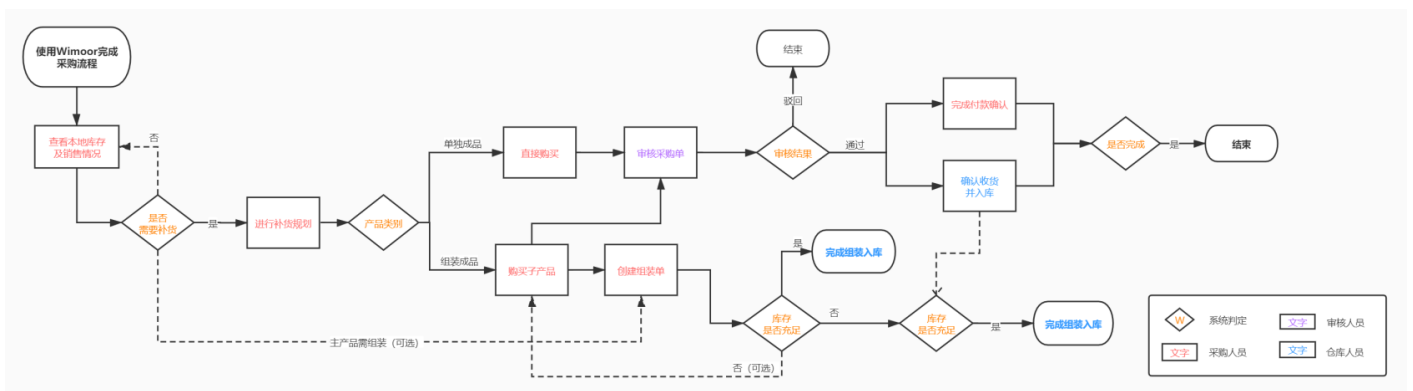 使用Wimoor完成
采购流程
查看本地库存
及销售情况
否
是否
需要补货
是
进行补货规划
产品类别
单独成品
直接购买
审核采购单
审核结果
驳回
结束
通过
完成付款确认
确认收货
并入库
是否完成
是
结束
组装成品
购买子产品
创建组装单
库存
是否充足
是
完成组装入库
否
库存
是否充足
是
完成组装入库
主产品需组装（可选）
否（可选）
W
系统判定
文字
审核人员
文字
采购人员
文字
仓库人员